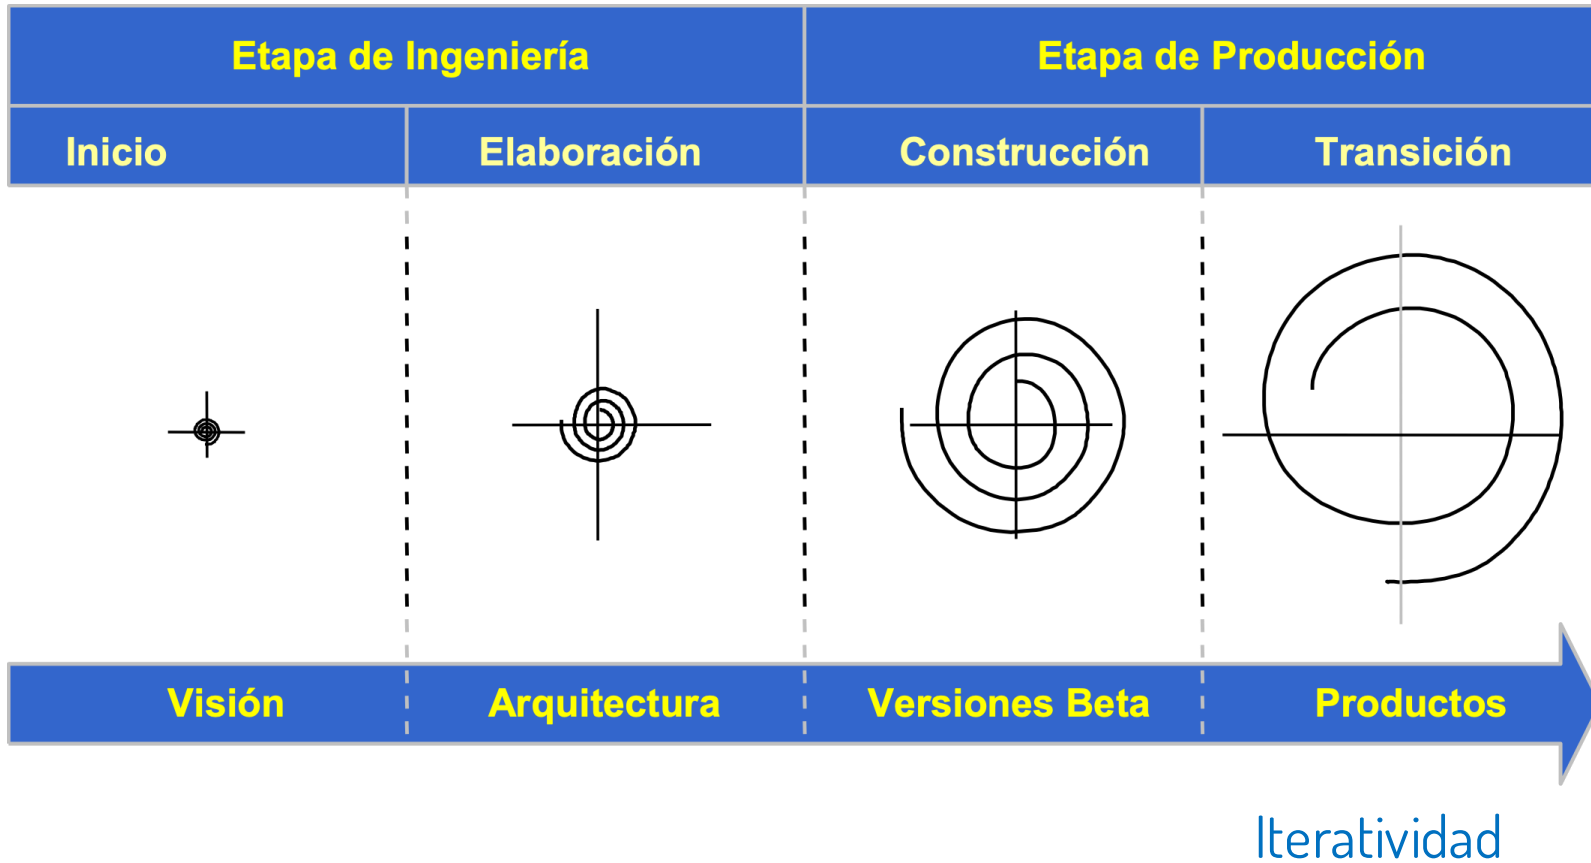 Etapa de Ingeniería
Etapa de Producción
Inicio
Elaboración
Construcción
Transición
Visión
Arquitectura
Versiones Beta
Productos
Iteratividad